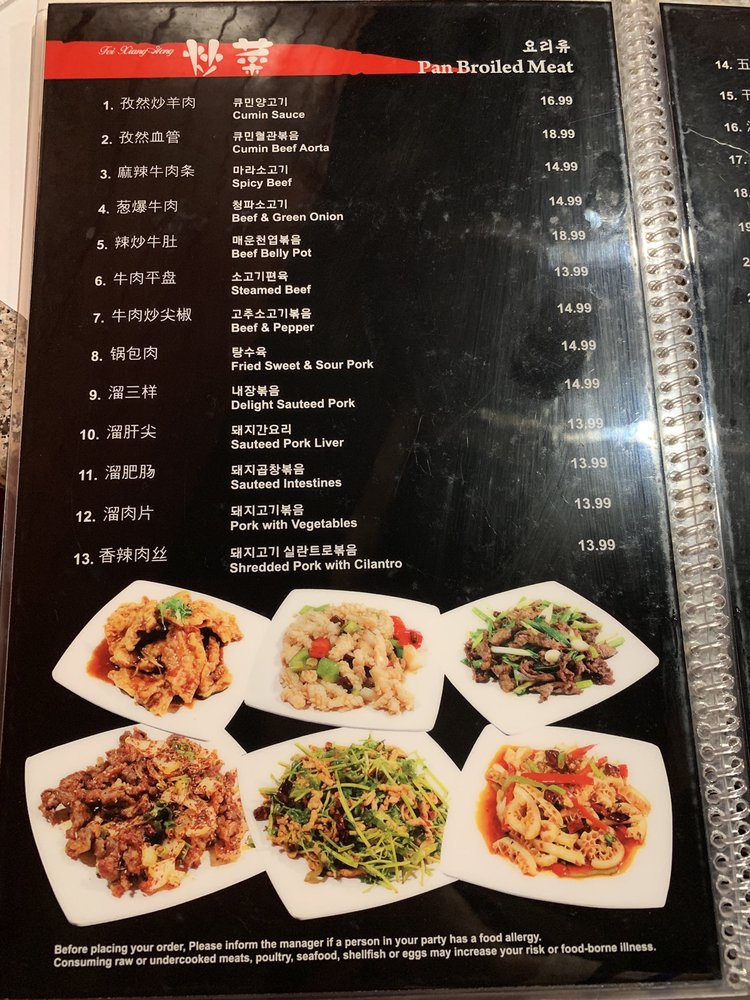 Toi Xiang Hong 炒菜
요리류
Pan Broiled Meat
1. 孜然炒羊肉 큐민양고기 16.99
Cumin Sauce
2. 孜然血管 큐민혈관볶음 18.99
Cumin Beef Aorta
3. 麻辣牛肉条 마라소고기 14.99
Spicy Beef
4. 葱爆牛肉 청파소고기 14.99
Beef & Green Onion
5. 辣炒牛肚 매운천엽볶음 18.99
Beef Belly Pot
6. 牛肉平盘 소고기편육 13.99
Steamed Beef
7. 牛肉炒尖椒 고추소고기볶음 14.99
Beef & Pepper
8. 锅包肉 탕수육 14.99
Fried Sweet & Sour Pork
9. 溜三样 내장볶음 14.99
Delight Sauteed Pork
10. 溜肝尖 돼지간요리 13.99
Sauteed Pork Liver
11. 溜肥肠 돼지곱창볶음 13.99
Sauteed Intestines
12. 溜肉片 돼지고기볶음 13.99
Pork with Vegetables
13. 香辣肉丝 돼지고기 실란트로볶음 13.99
Shredded Pork with Cilantro
Before placing your order, Please inform the manager if a person in your party has a food allergy.
Consuming raw or undercooked meats, poultry, seafood, shellfish or eggs may increase your risk or food-borne illness.
14. 五
15. 干
16.
17.
18.